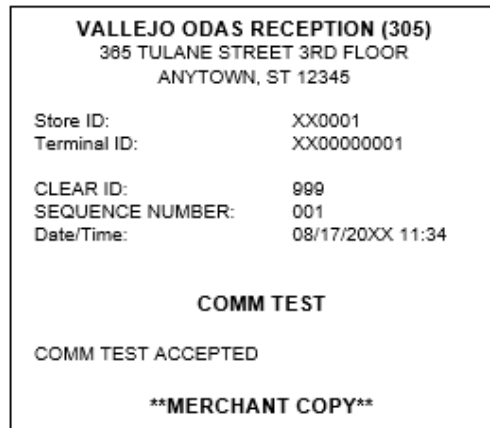 VALLEJO ODAS RECEPTION (305)
365 TULANE STREET 3RD FLOOR
ANYTOWN, ST 12345
Store ID: XX0001
Terminal ID: XX00000001
CLEAR ID: 999
SEQUENCE NUMBER: 001
Date/Time: 08/17/20XX 11:34
COMM TEST
COMM TEST ACCEPTED
**MERCHANT COPY**